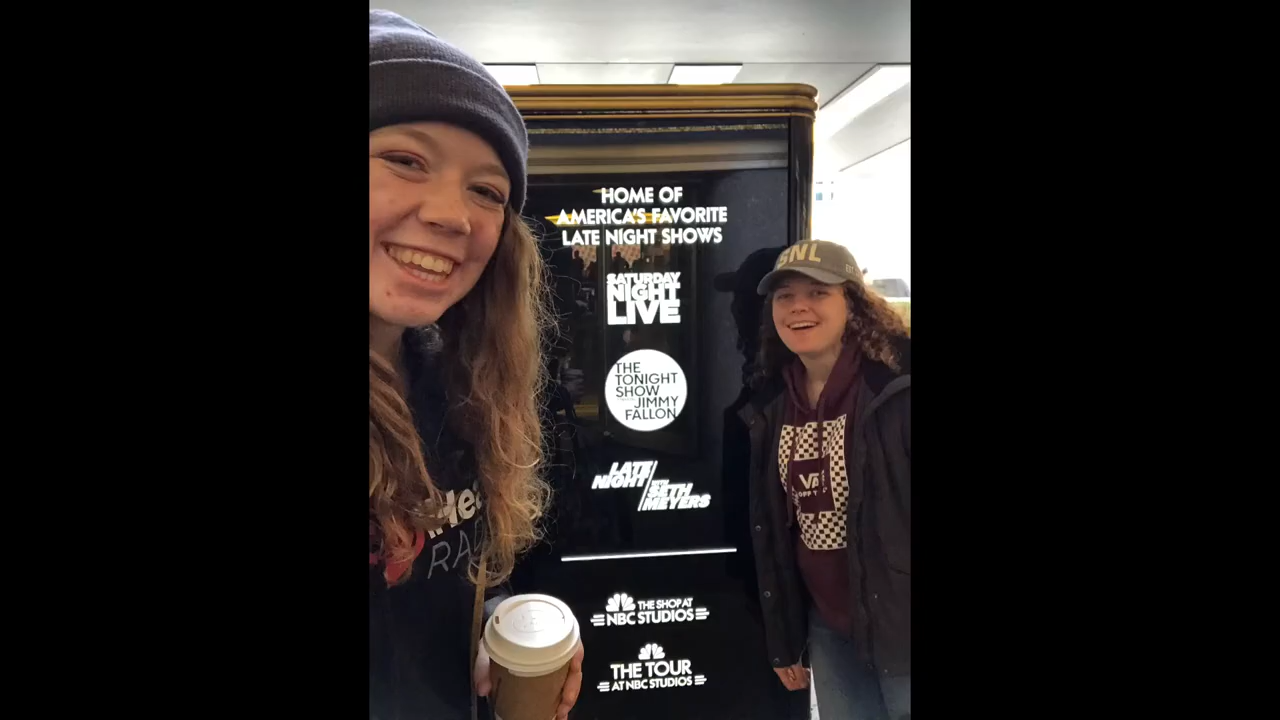 HOME OF
AMERICA'S FAVORITE
LATE NIGHT SHOWS
SATURDAY
NIGHT
LIVE
THE
TONIGHT
SHOW
JIMMY
FALLON
LATE
NIGHT
WITH
SETH
MEYERS
THE SHOP AT
NBC STUDIOS
THE TOUR
AT NBC STUDIOS
SNL